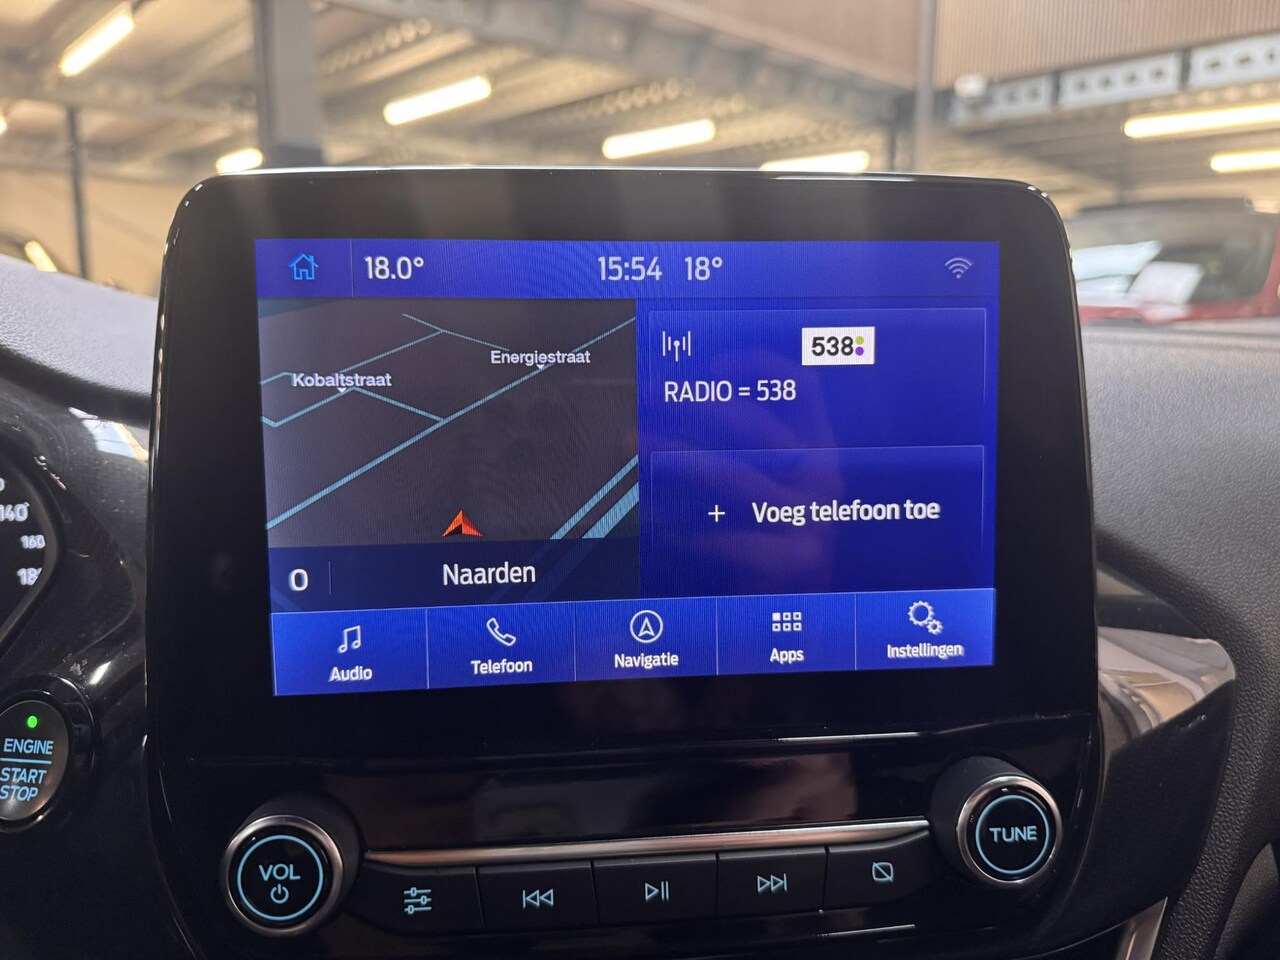 18.0°
15:54 18°
Energiestraat
Kobaltstraat
538
RADIO = 538
+ Voeg telefoon toe
0
Naarden
Audio
Telefoon
Navigatie
Apps
Instellingen
140
160
ENGINE
START
STOP
VOL
TUNE